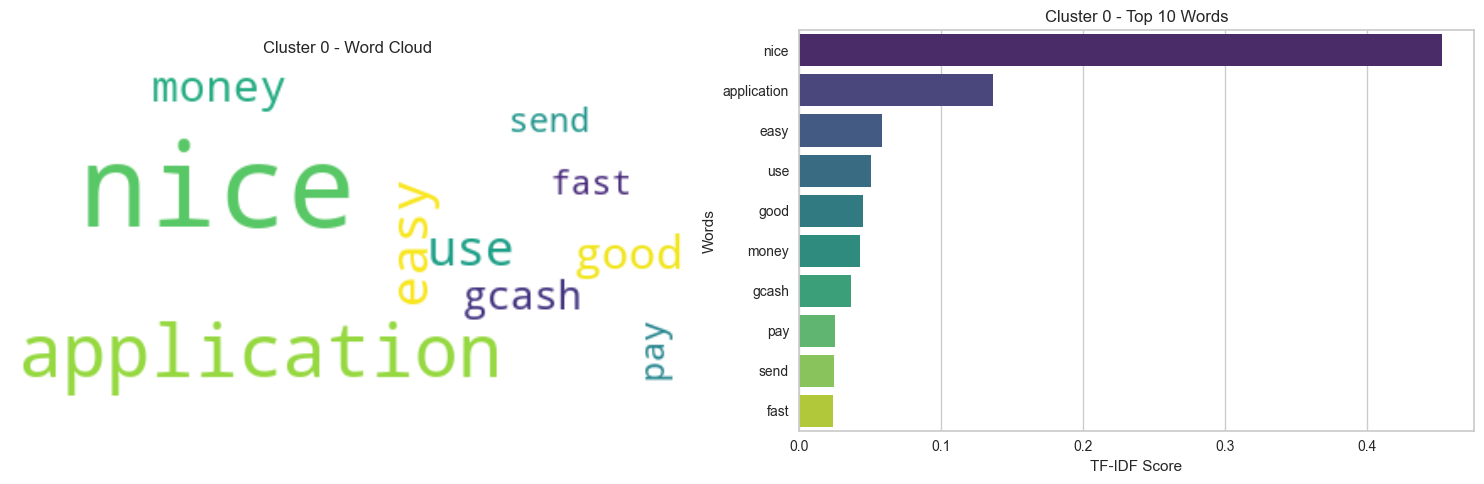 Cluster 0 - Word Cloud
money
send
nice
fast
easy
use
good
gcash
application
pay
Cluster 0 - Top 10 Words
Words
nice
application
easy
use
good
money
gcash
pay
send
fast
0.0 0.1 0.2 0.3 0.4
TF-IDF Score